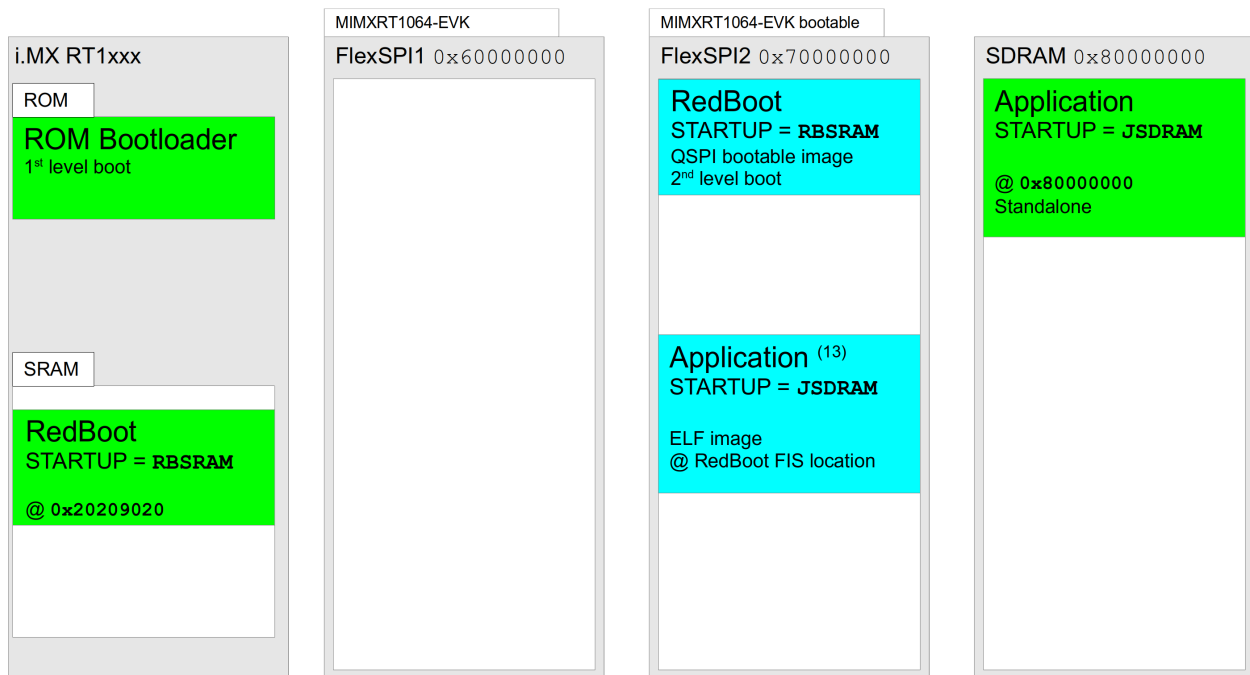 i.MX RT1xxx
ROM
ROM Bootloader
1st level boot
SRAM
RedBoot
STARTUP = RBSRAM
@ 0x20209020
MIMXRT1064-EVK
FlexSPI1 0x60000000
MIMXRT1064-EVK bootable
FlexSPI2 0x70000000
RedBoot
STARTUP = RBSRAM
QSPI bootable image
2nd level boot
Application (13)
STARTUP = JSDRAM
ELF image
@ RedBoot FIS location
SDRAM 0x80000000
Application
STARTUP = JSDRAM
@ 0x80000000
Standalone